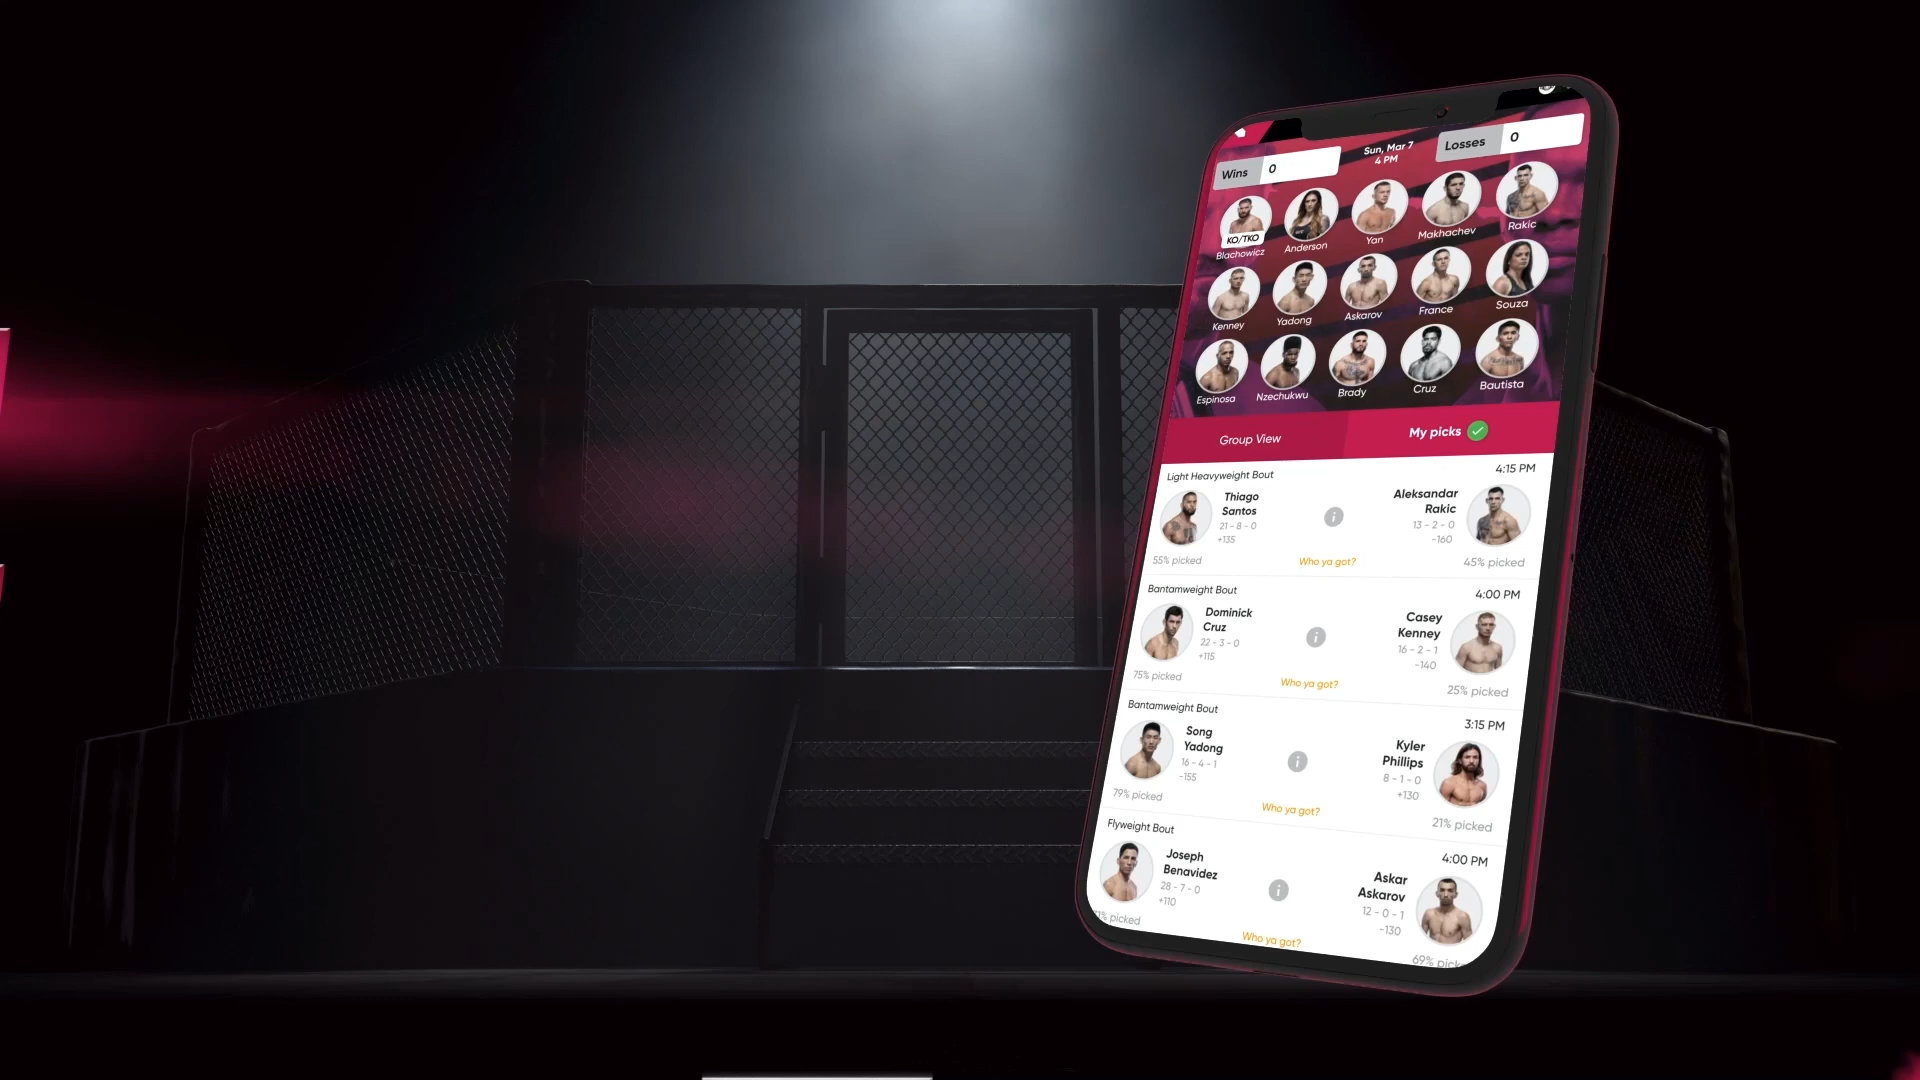 Wins 0
Sun, Mar 7
4 PM
Losses 0
KO/TKO
Blachowicz
Anderson
Yan
Makhachev
Rakic
Kenney
Yadong
Askarov
France
Souza
Espinosa
Nzechukwu
Brady
Cruz
Bautista
Group View
My picks
Light Heavyweight Bout
4:15 PM
Thiago
Santos
21 - 8 - 0
+135
55% picked
i
Who ya got?
Aleksandar
Rakic
13 - 2 - 0
-160
45% picked
Bantamweight Bout
4:00 PM
Dominick
Cruz
22 - 3 - 0
+115
75% picked
i
Who ya got?
Casey
Kenney
16 - 2 - 1
-140
25% picked
Bantamweight Bout
3:15 PM
Song
Yadong
16 - 4 - 1
-155
79% picked
i
Who ya got?
Kyler
Phillips
8 - 1 - 0
+130
21% picked
Flyweight Bout
4:00 PM
Joseph
Benavidez
28 - 7 - 0
+110
picked
i
Who ya got?
Askar
Askarov
12 - 0 - 1
-130
69%